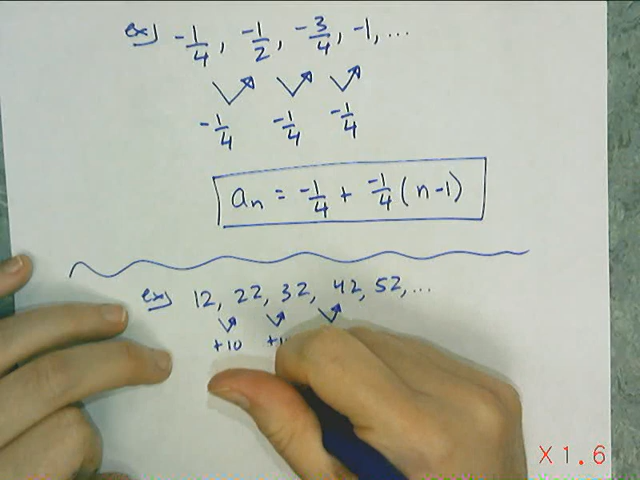 ex) -1/4, -1/2, -3/4, -1, ...
-1/4 -1/4 -1/4
aₙ = -1/4 + -1/4 (n-1)
ex) 12, 22, 32, 42, 52, ...
+10
X1.6